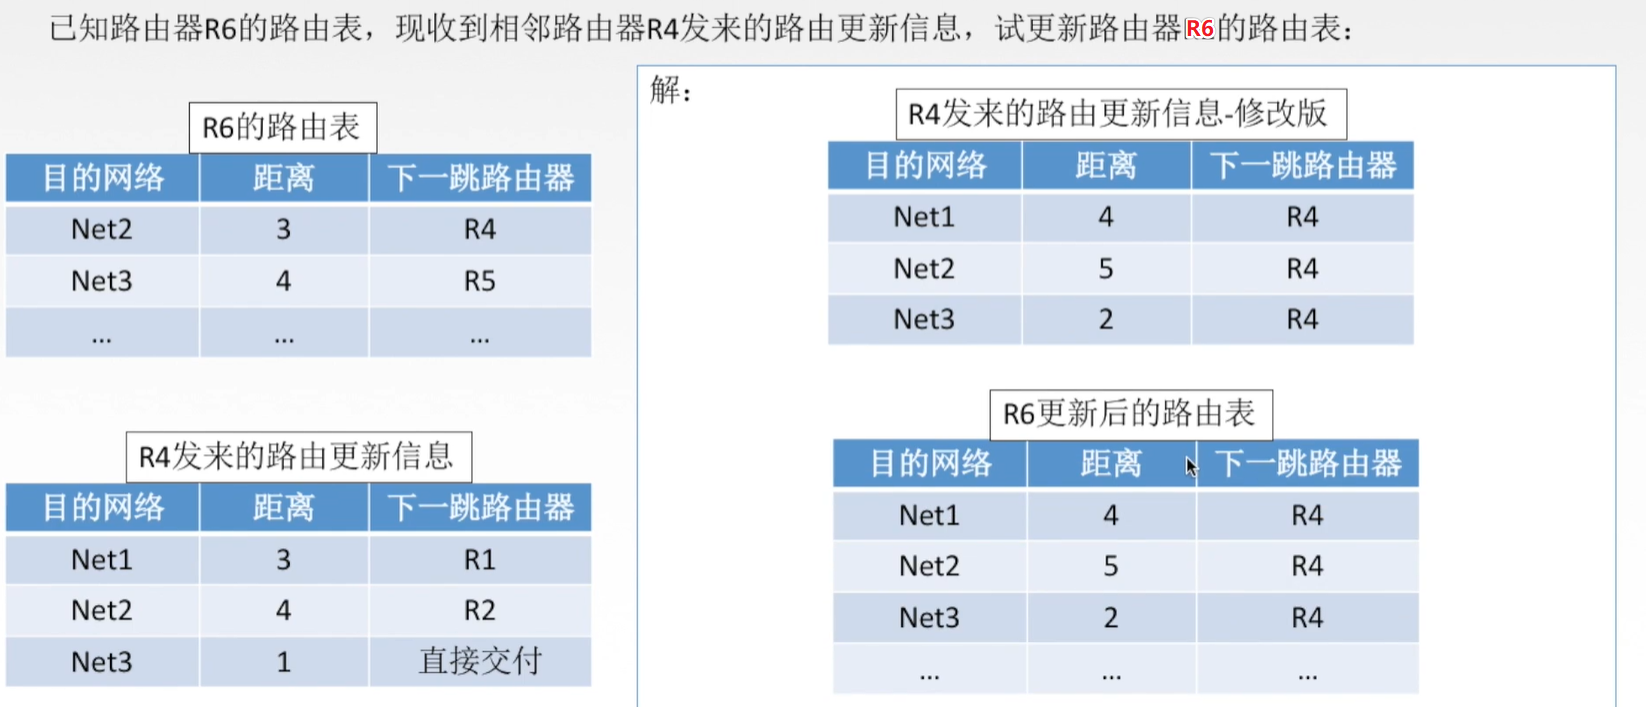 已知路由器R6的路由表，现收到相邻路由器R4发来的路由更新信息，试更新路由器R6的路由表：
R6的路由表
目的网络 距离 下一跳路由器
Net2 3 R4
Net3 4 R5
... ... ...
R4发来的路由更新信息
目的网络 距离 下一跳路由器
Net1 3 R1
Net2 4 R2
Net3 1 直接交付
解：
R4发来的路由更新信息-修改版
目的网络 距离 下一跳路由器
Net1 4 R4
Net2 5 R4
Net3 2 R4
R6更新后的路由表
目的网络 距离 下一跳路由器
Net1 4 R4
Net2 5 R4
Net3 2 R4
... ... ...